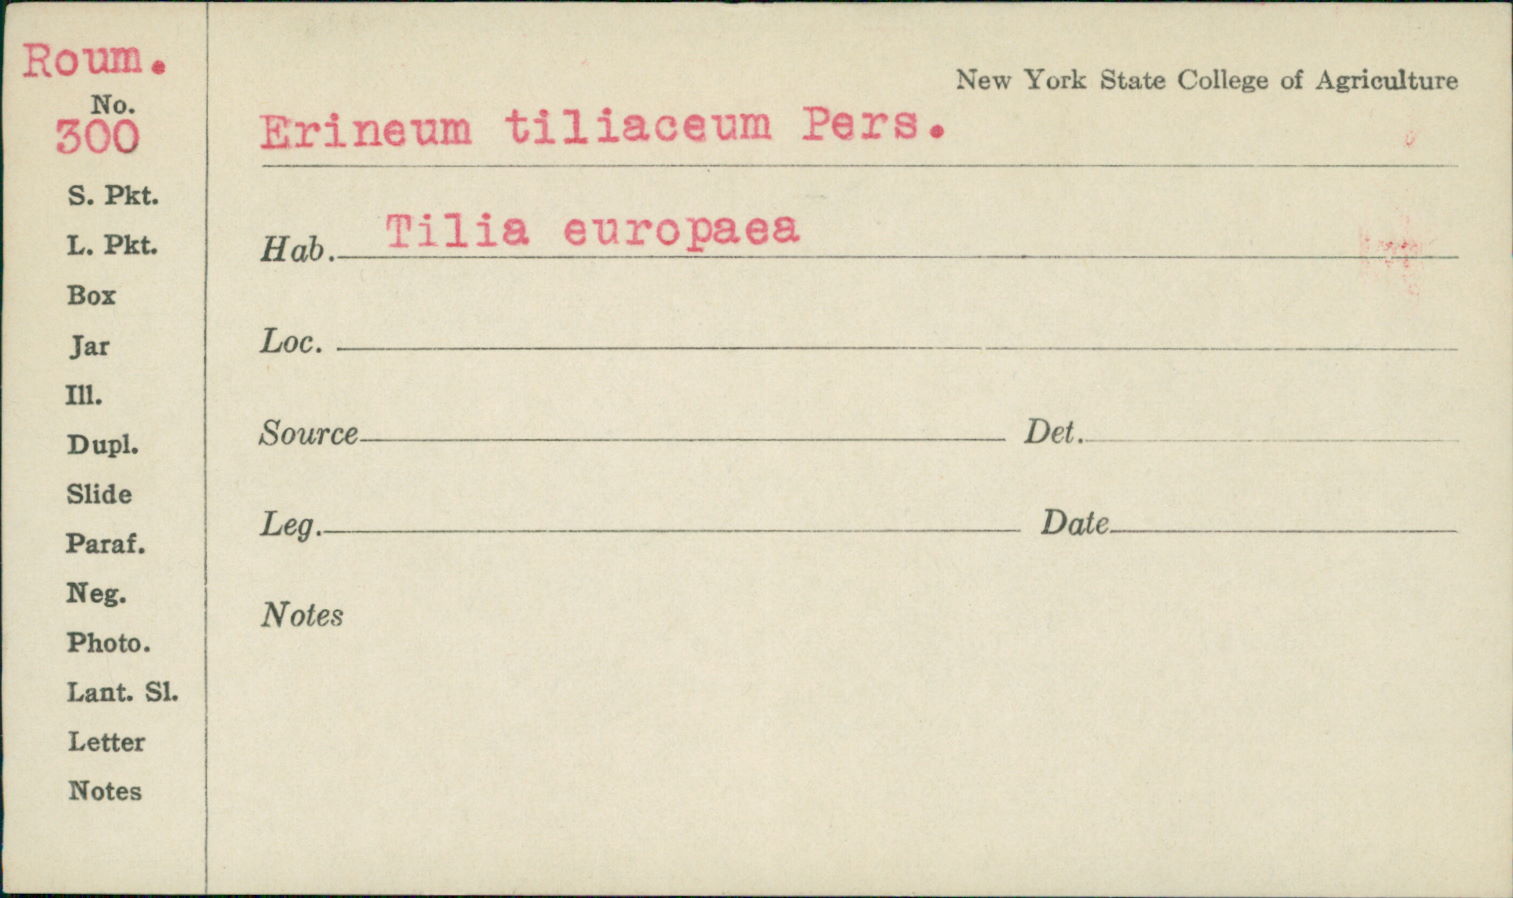 Roum.
No.
300
S. Pkt.
L. Pkt.
Box
Jar
Ill.
Dupl.
Slide
Paraf.
Neg.
Photo.
Lant. Sl.
Letter
Notes
New York State College of Agriculture
Erineum tiliaceum Pers.
Hab. Tilia europaea
Loc.
Source Det.
Leg. Date
Notes